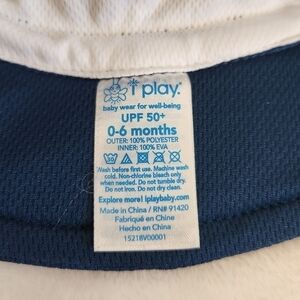 i play.
baby wear for well-being
UPF 50+
0-6 months
OUTER: 100% POLYESTER
INNER: 100% EVA
Wash before first use. Machine wash
cold. Non-chlorine bleach only
when needed. Do not tumble dry.
Do not iron. Do not dry clean.
Explore more! iplaybaby.com
Made in China / RN# 91420
Fabriqué en Chine
Hecho en China
15218V00001